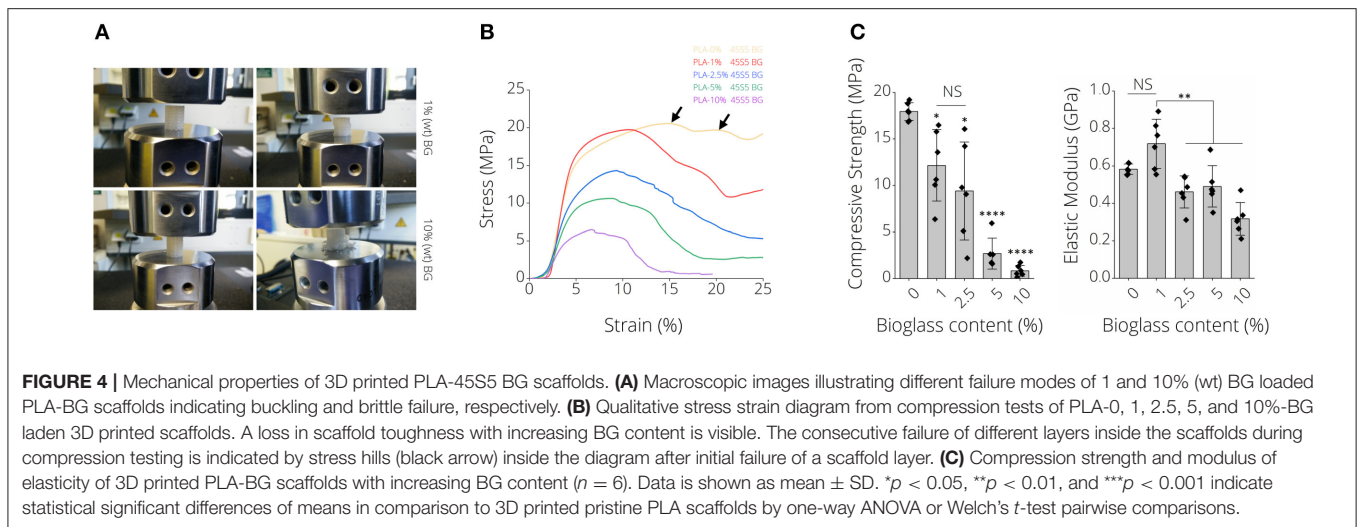 A
1% (wt) BG
10% (wt) BG
B
PLA-0% 45S5 BG
PLA-1% 45S5 BG
PLA-2.5% 45S5 BG
PLA-5% 45S5 BG
PLA-10% 45S5 BG
25
20
15
10
5
0
Stress (MPa)
0 5 10 15 20 25
Strain (%)
C
Compressive Strength (MPa)
20
15
10
5
0
NS
* * **** ****
0 1 2.5 5 10
Bioglass content (%)
Elastic Modulus (GPa)
1.0
0.8
0.6
0.4
0.2
0.0
NS
**
0 1 2.5 5 10
Bioglass content (%)
FIGURE 4 | Mechanical properties of 3D printed PLA-45S5 BG scaffolds. (A) Macroscopic images illustrating different failure modes of 1 and 10% (wt) BG loaded
PLA-BG scaffolds indicating buckling and brittle failure, respectively. (B) Qualitative stress strain diagram from compression tests of PLA-0, 1, 2.5, 5, and 10%-BG
laden 3D printed scaffolds. A loss in scaffold toughness with increasing BG content is visible. The consecutive failure of different layers inside the scaffolds during
compression testing is indicated by stress hills (black arrow) inside the diagram after initial failure of a scaffold layer. (C) Compression strength and modulus of
elasticity of 3D printed PLA-BG scaffolds with increasing BG content (n = 6). Data is shown as mean ± SD. *p < 0.05, **p < 0.01, and ***p < 0.001 indicate
statistical significant differences of means in comparison to 3D printed pristine PLA scaffolds by one-way ANOVA or Welch's t-test pairwise comparisons.